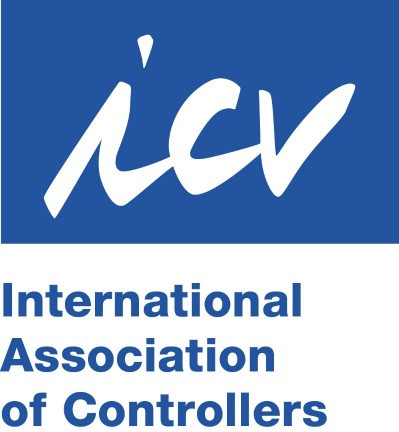 icv
International
Association
of Controllers